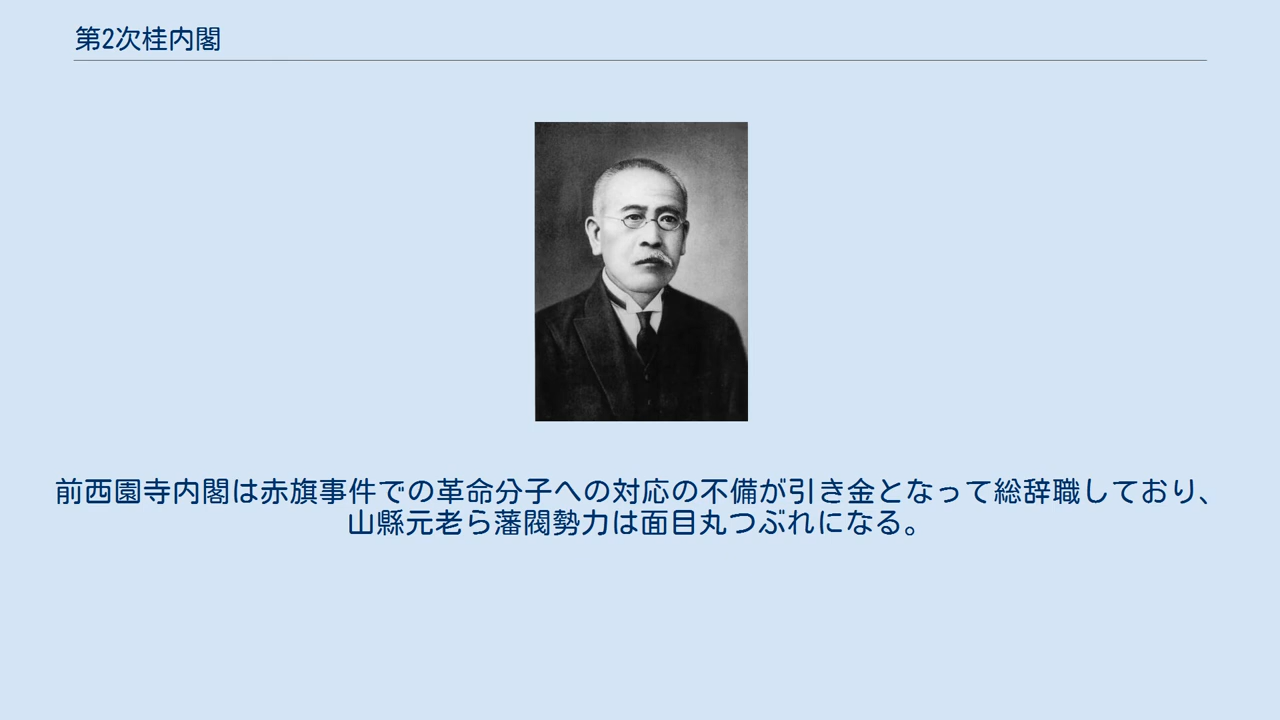 第2次桂内閣
前西園寺内閣は赤旗事件での革命分子への対応の不備が引き金となって総辞職しており、
山縣元老ら藩閥勢力は面目丸つぶれになる。